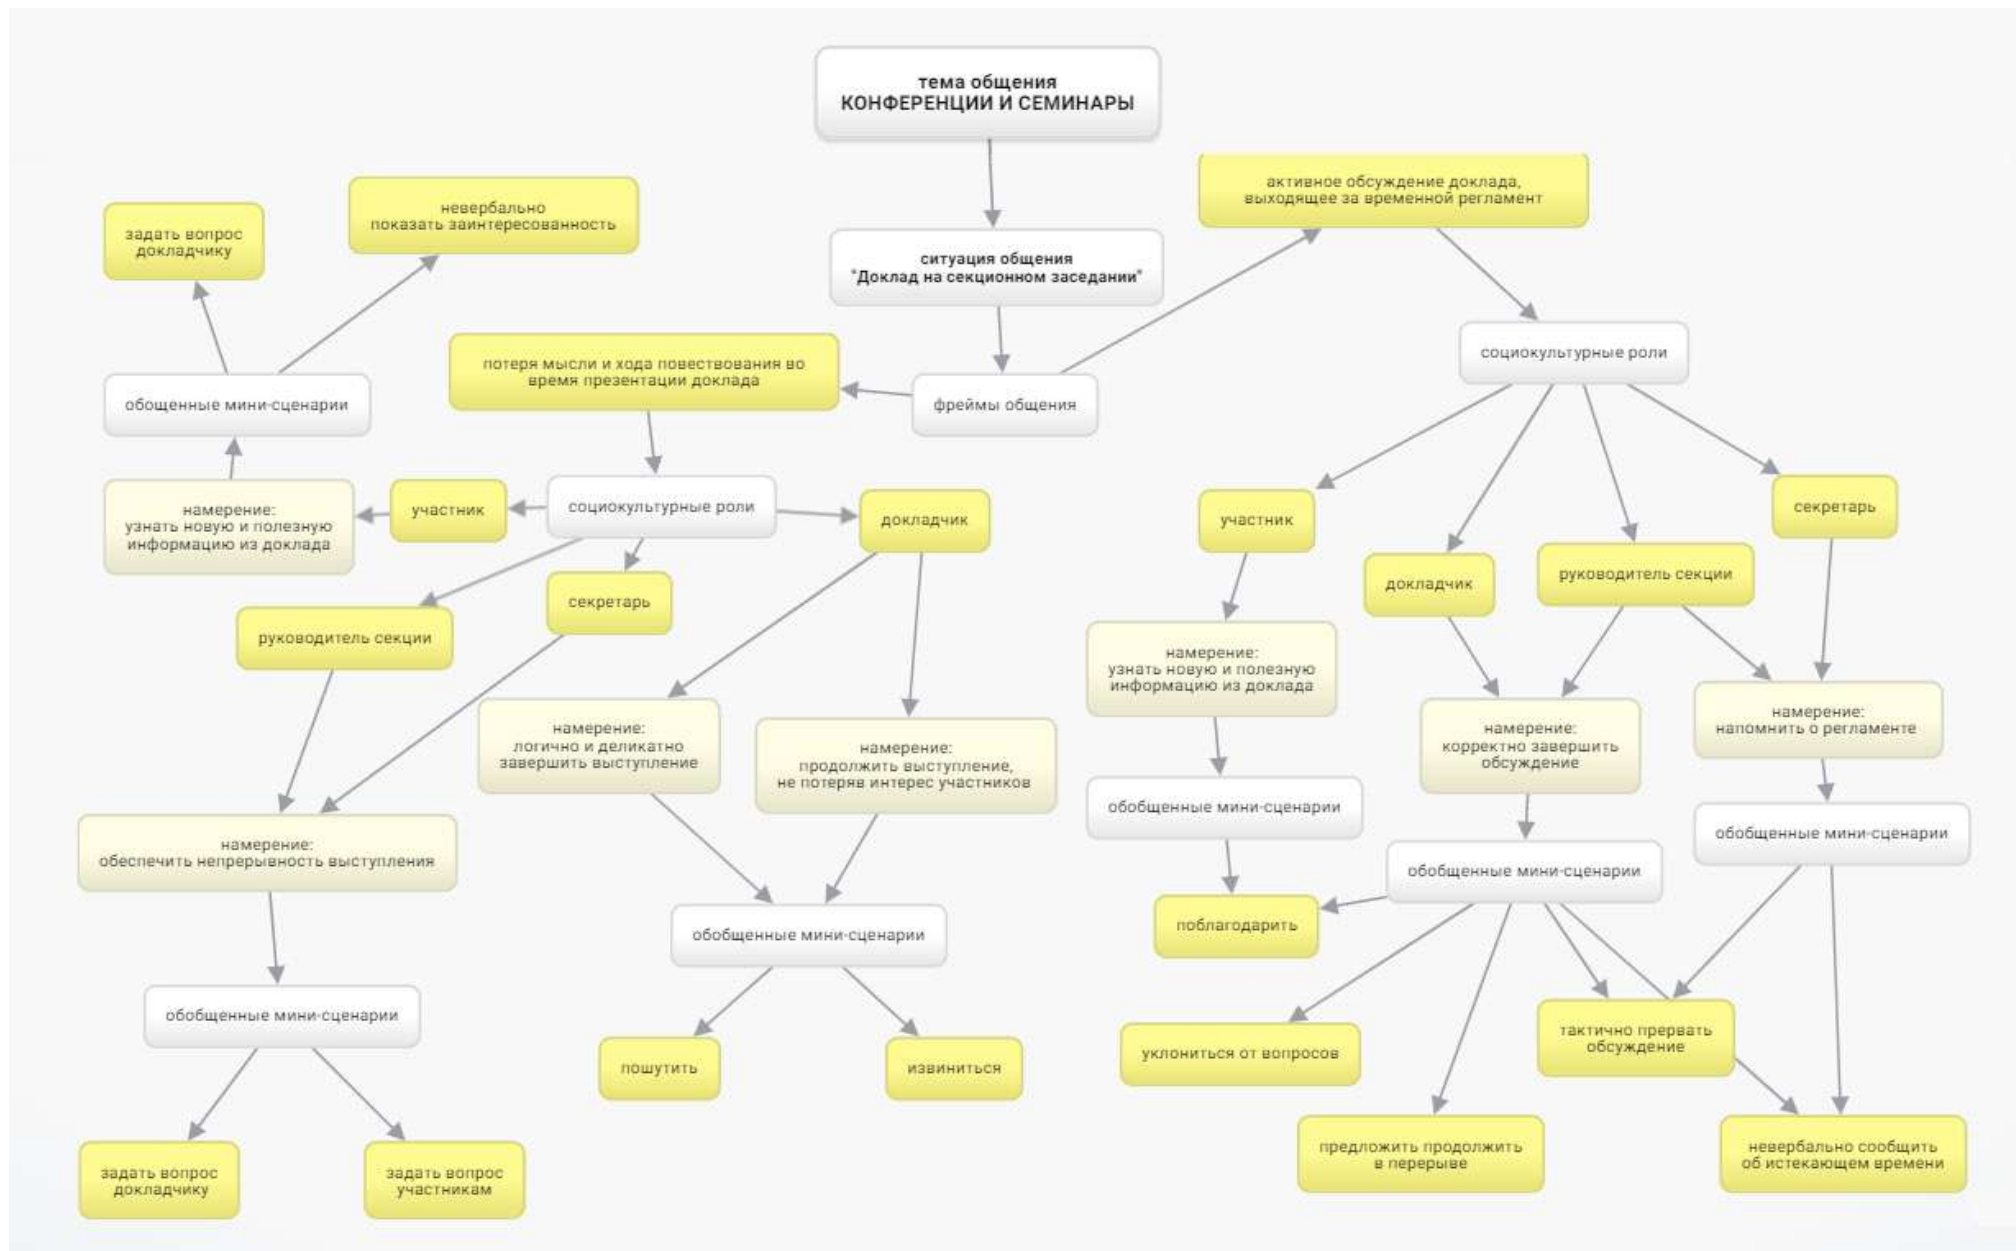 тема общения
КОНФЕРЕНЦИИ И СЕМИНАРЫ
активное обсуждение доклада,
выходящее за временной регламент
невербально
показать заинтересованность
задать вопрос
докладчику
ситуация общения
"Доклад на секционном заседании"
социокультурные роли
потеря мысли и хода повествования во
время презентации доклада
фреймы общения
обощенные мини-сценарии
намерение:
узнать новую и полезную
информацию из доклада
участник
социокультурные роли
докладчик
участник
секретарь
докладчик
руководитель секции
секретарь
руководитель секции
намерение:
узнать новую и полезную
информацию из доклада
намерение:
логично и деликатно
завершить выступление
намерение:
продолжить выступление,
не потеряв интерес участников
намерение:
корректно завершить
обсуждение
намерение:
напомнить о регламенте
обобщенные мини-сценарии
обобщенные мини-сценарии
намерение:
обеспечить непрерывность выступления
обобщенные мини-сценарии
обобщенные мини-сценарии
поблагодарить
обобщенные мини-сценарии
пошутить
извиниться
уклониться от вопросов
тактично прервать
обсуждение
задать вопрос
докладчику
задать вопрос
участникам
предложить продолжить
в перерыве
невербально сообщить
об истекающем времени